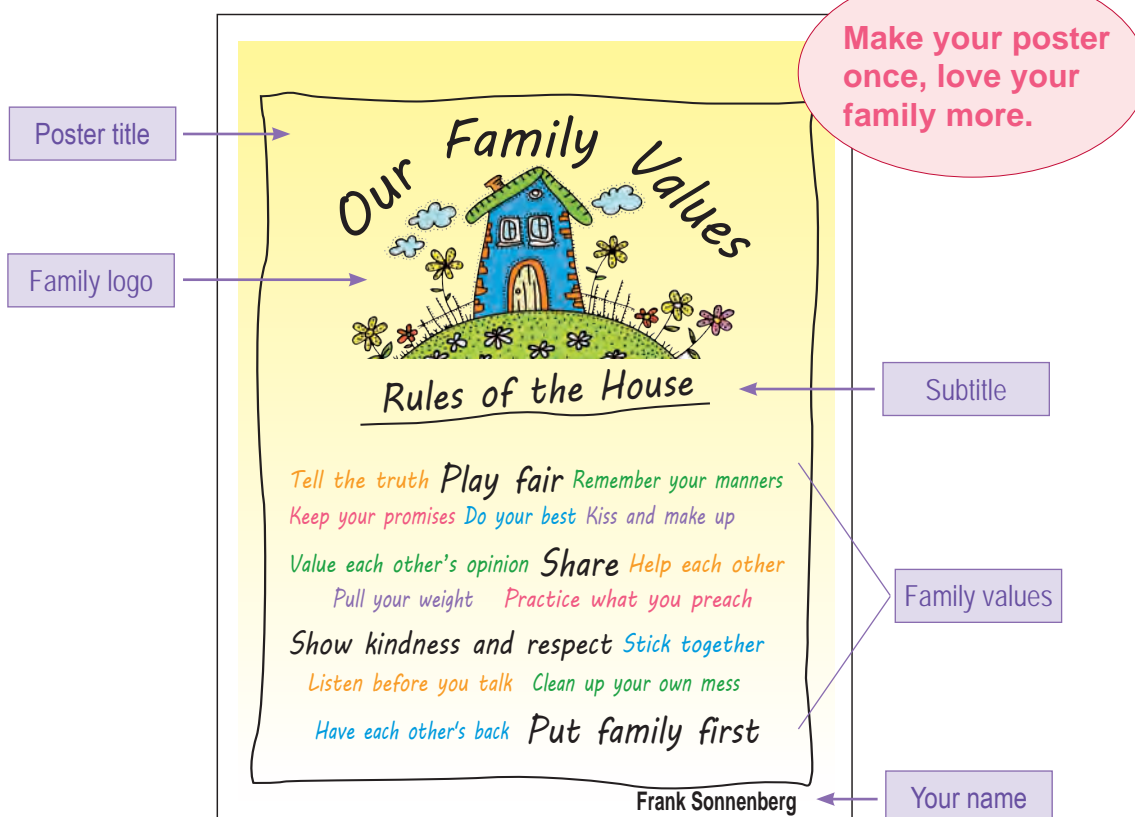 Make your poster
once, love your
family more.
Poster title
Our Family Values
Family logo
Rules of the House
Subtitle
Tell the truth Play fair Remember your manners
Keep your promises Do your best Kiss and make up
Value each other's opinion Share Help each other
Pull your weight Practice what you preach
Family values
Show kindness and respect Stick together
Listen before you talk Clean up your own mess
Have each other's back Put family first
Frank Sonnenberg
Your name